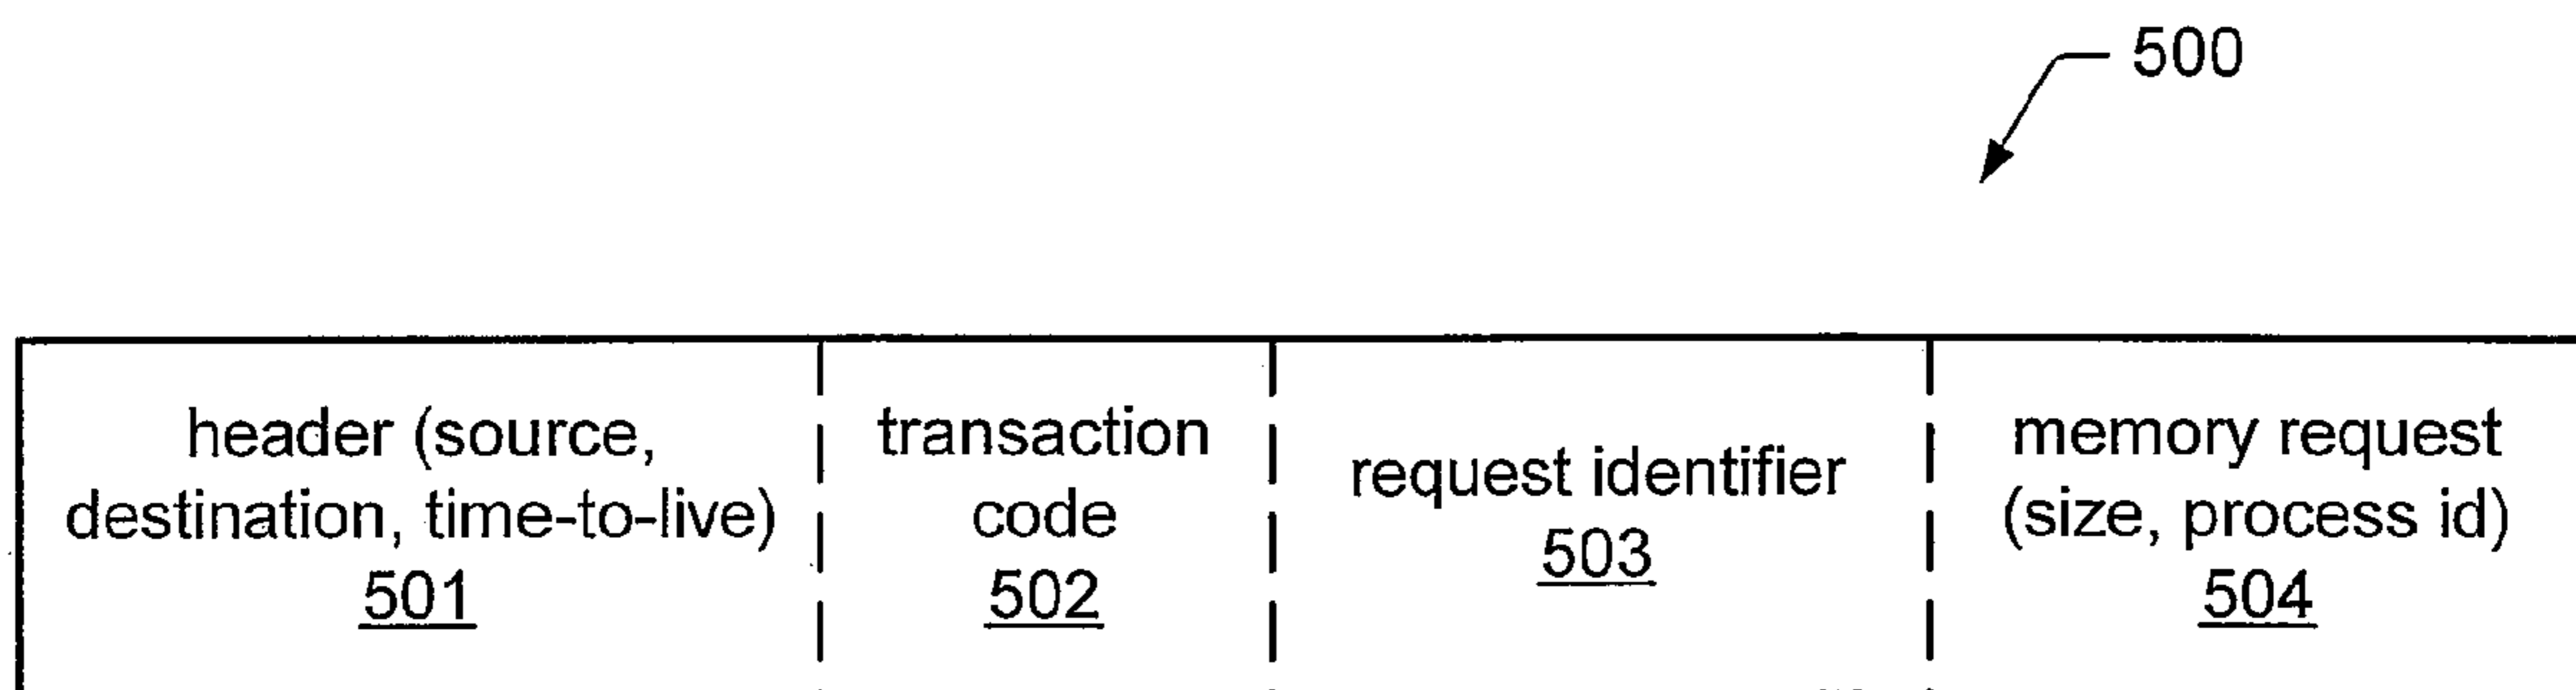 500
header (source,
destination, time-to-live)
501
transaction
code
502
request identifier
503
memory request
(size, process id)
504